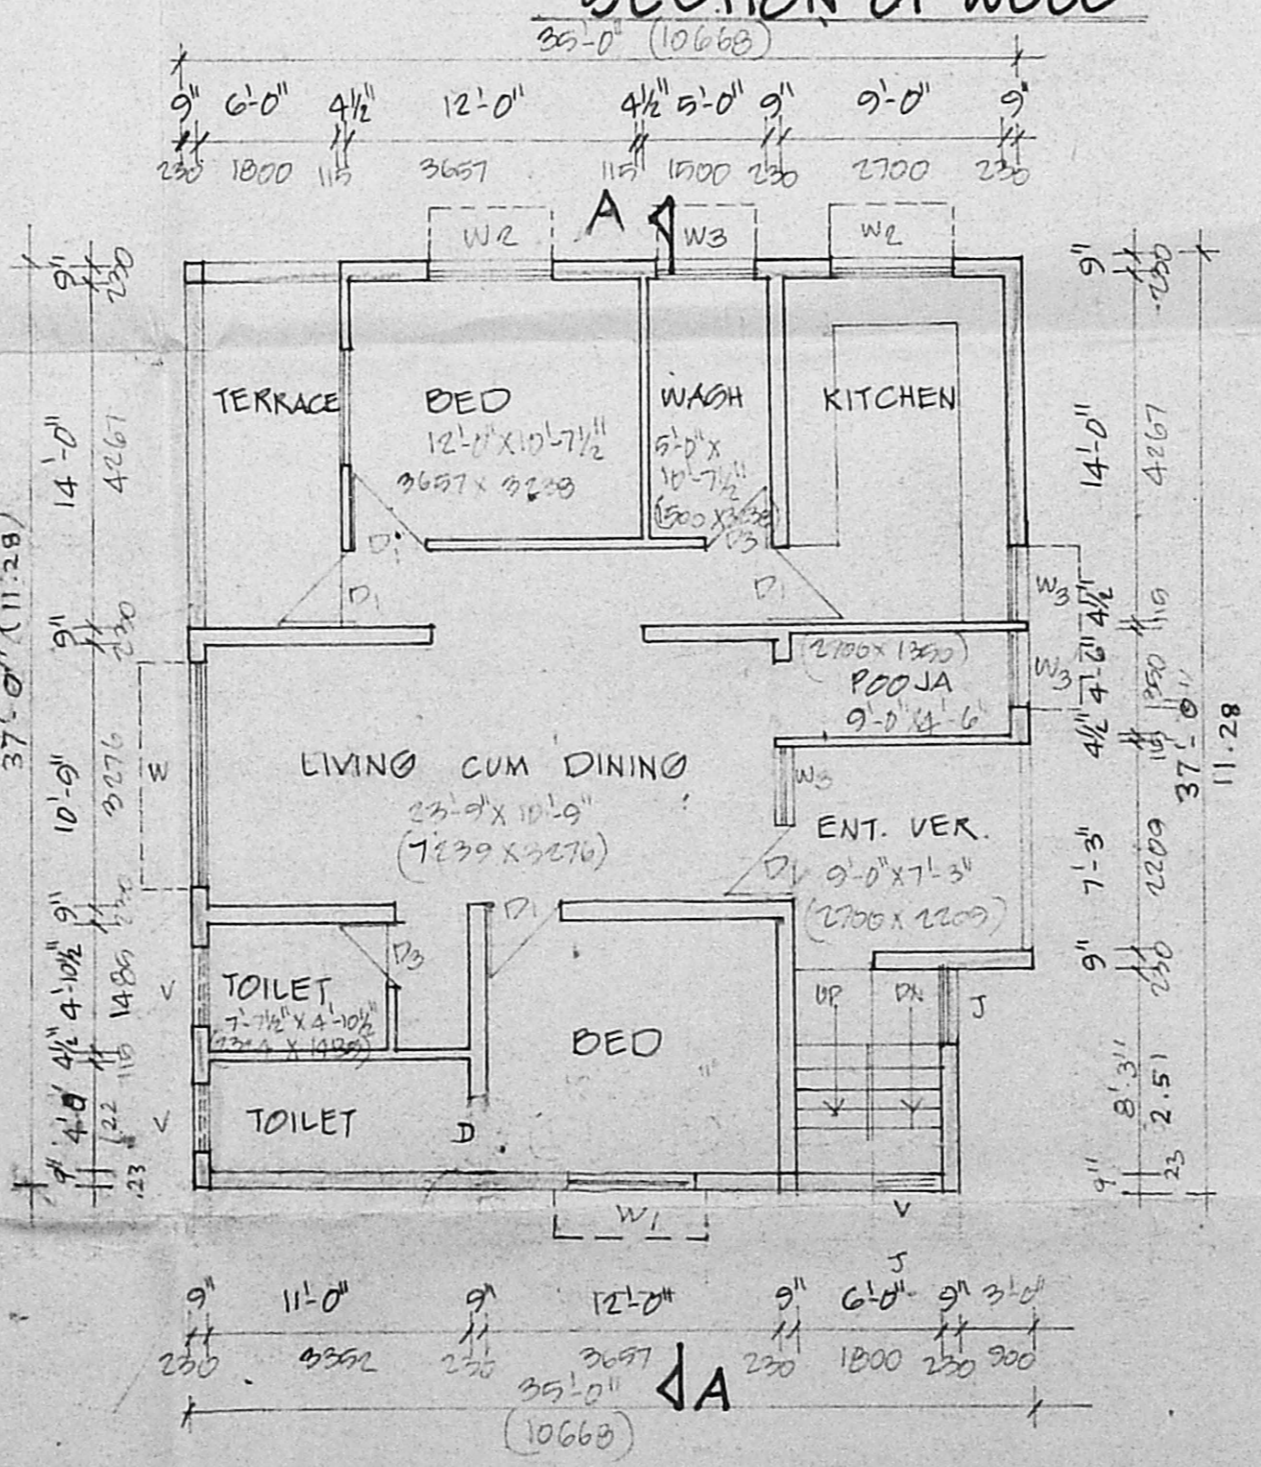 SECTION OF WELL
35'-0" (10668)
9" 6'-0" 4½" 12'-0" 4½" 5'-0" 9" 9'-0" 9"
230 1800 115 3657 115 1500 230 2700 230
A
W2 W3 W2
9" 230
9" 230
TERRACE BED WASH KITCHEN
12'-0" X 10'-7½"
3657 X 3238
5'-0" X
10'-7½"
(1500 X 3238)
14'-0" 4267
14'-0" 4267
D1 D3
D1 D1
W3 4½" 115
9" 230
(2700 X 1350)
POOJA
9'-0" X 4'-6"
W3 4'-6" 1350
4½" 115
37'-0" (11.28)
37'-0"
11.28
LIVING CUM DINING
23'-9" X 10'-9"
(7239 X 3276)
10'-9" 3276 W
W3
ENT. VER.
9'-0" X 7'-3"
(2700 X 2209)
7'-3" 2209
D1
D1
9" 230
9" 230
D3
TOILET
7'-7½" X 4'-10½"
4'-10½" 1485 V
4½" 115
BED
UP DN J
8'.3'' 2.51
TOILET D
4'-0" 1.22 V
9" .23
9'' 23
W1 V
J
9" 11'-0" 9" 12'-0" 9" 6'-0" 9" 3'-0"
230 3352 230 3657 230 1800 230 900
35'-0" A
(10668)